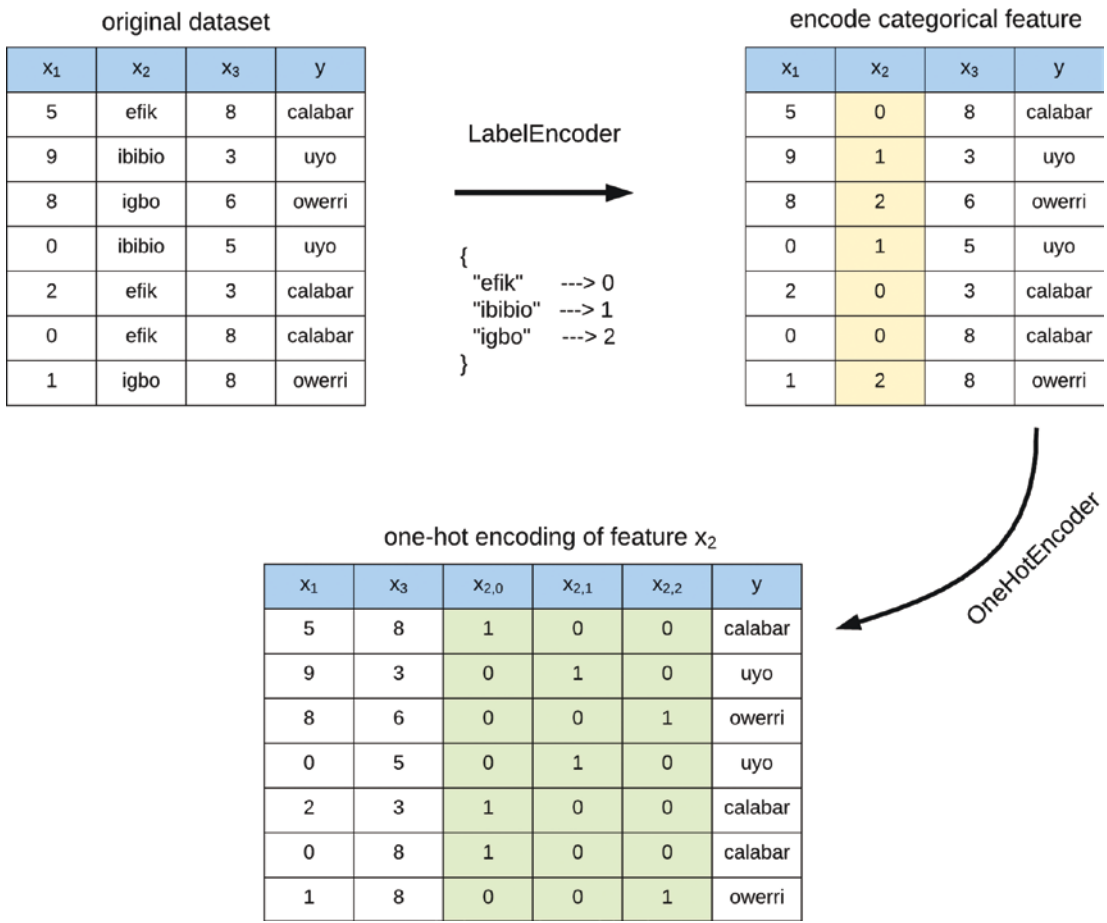 original dataset
x₁ x₂ x₃ y
5 efik 8 calabar
9 ibibio 3 uyo
8 igbo 6 owerri
0 ibibio 5 uyo
2 efik 3 calabar
0 efik 8 calabar
1 igbo 8 owerri
LabelEncoder
{
"efik" ---> 0
"ibibio" ---> 1
"igbo" ---> 2
}
encode categorical feature
x₁ x₂ x₃ y
5 0 8 calabar
9 1 3 uyo
8 2 6 owerri
0 1 5 uyo
2 0 3 calabar
0 0 8 calabar
1 2 8 owerri
OneHotEncoder
one-hot encoding of feature x₂
x₁ x₃ x₂,₀ x₂,₁ x₂,₂ y
5 8 1 0 0 calabar
9 3 0 1 0 uyo
8 6 0 0 1 owerri
0 5 0 1 0 uyo
2 3 1 0 0 calabar
0 8 1 0 0 calabar
1 8 0 0 1 owerri